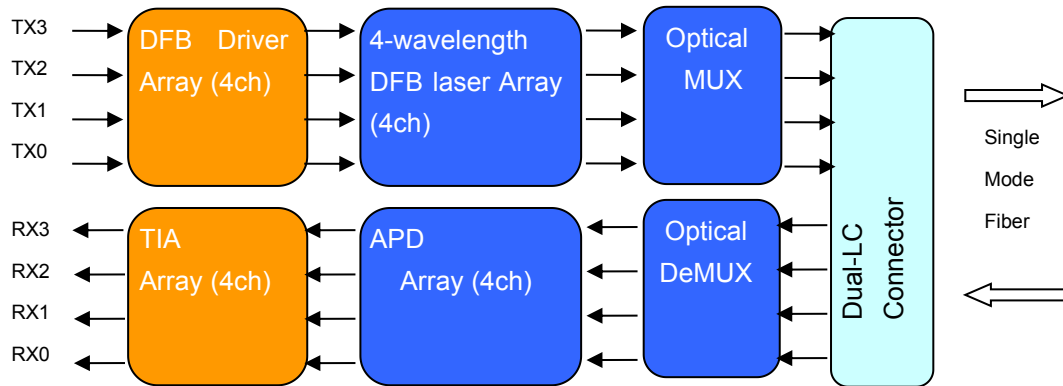 TX3
TX2
TX1
TX0
DFB Driver
Array (4ch)
4-wavelength
DFB laser Array
(4ch)
Optical
MUX
RX3
RX2
RX1
RX0
TIA
Array (4ch)
APD
Array (4ch)
Optical
DeMUX
Dual-LC
Connector
Single
Mode
Fiber